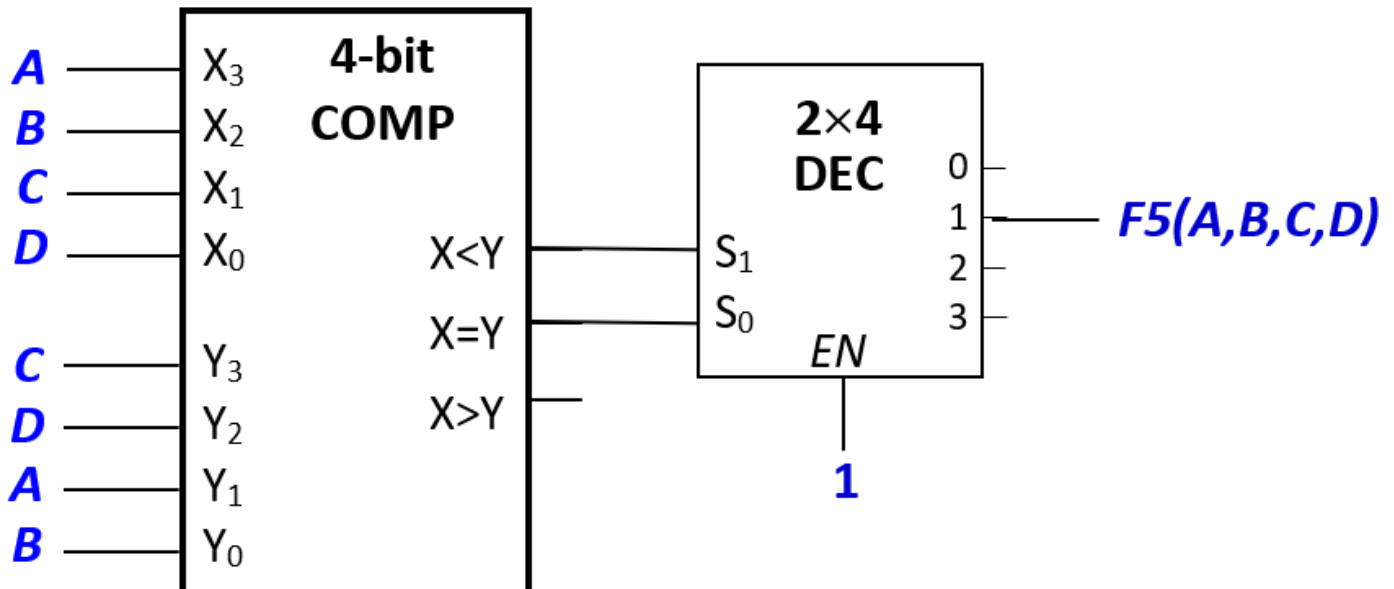 4-bit
COMP
A X₃
B X₂
C X₁
D X₀
C Y₃
D Y₂
A Y₁
B Y₀
X<Y
X=Y
X>Y
2×4
DEC
S₁
S₀
EN
1
0
1
2
3
F5(A,B,C,D)